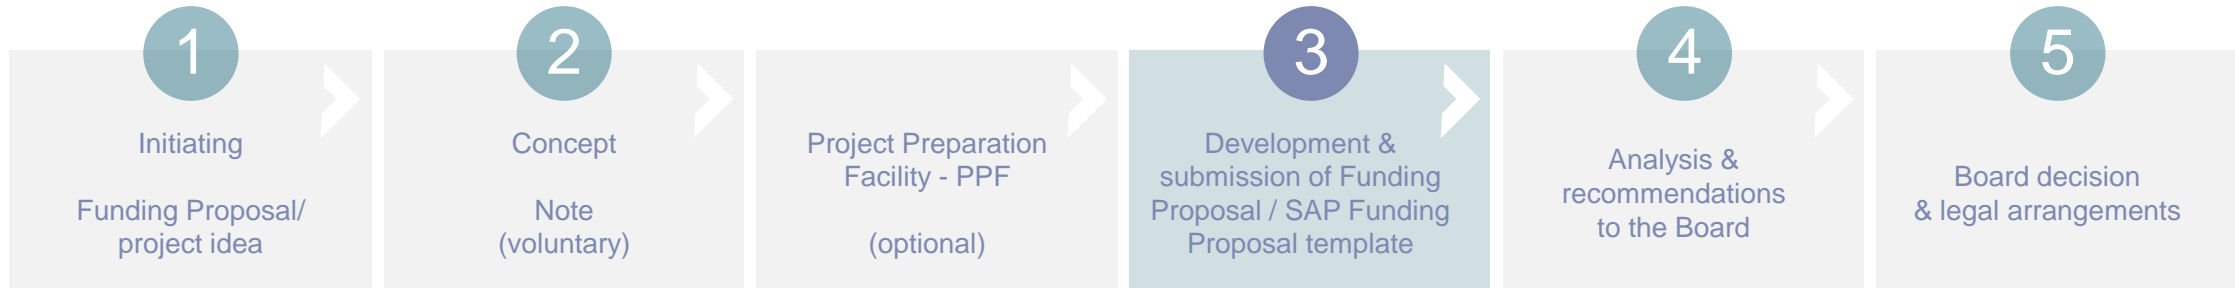 1
Initiating
Funding Proposal/
project idea
2
Concept
Note
(voluntary)
Project Preparation
Facility - PPF
(optional)
3
Development &
submission of Funding
Proposal / SAP Funding
Proposal template
4
Analysis &
recommendations
to the Board
5
Board decision
& legal arrangements